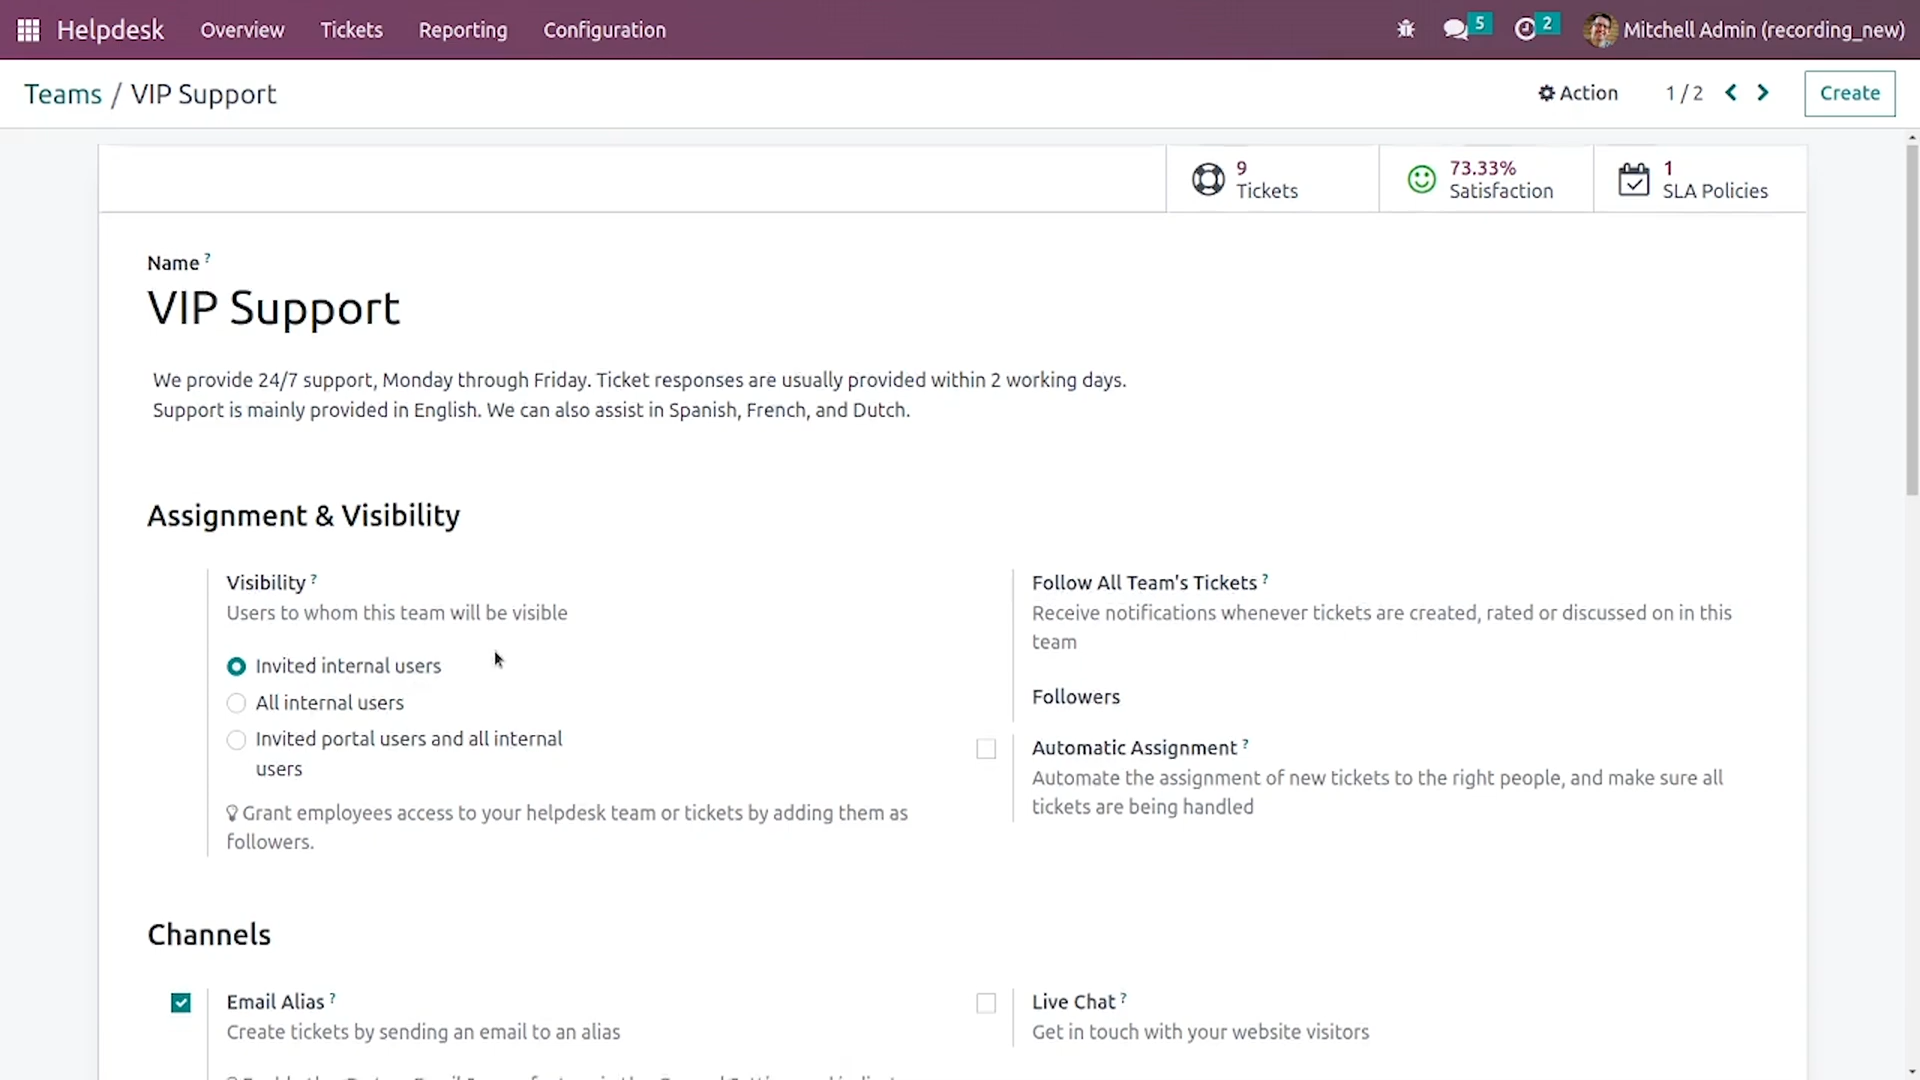 Helpdesk Overview Tickets Reporting Configuration 5 2 Mitchell Admin (recording_new)
Teams / VIP Support Action 1 / 2 Create
9 Tickets
73.33% Satisfaction
1 SLA Policies
Name ?
VIP Support
We provide 24/7 support, Monday through Friday. Ticket responses are usually provided within 2 working days.
Support is mainly provided in English. We can also assist in Spanish, French, and Dutch.
Assignment & Visibility
Visibility ?
Users to whom this team will be visible
Invited internal users
All internal users
Invited portal users and all internal
users
Grant employees access to your helpdesk team or tickets by adding them as
followers.
Follow All Team's Tickets ?
Receive notifications whenever tickets are created, rated or discussed on in this
team
Followers
Automatic Assignment ?
Automate the assignment of new tickets to the right people, and make sure all
tickets are being handled
Channels
Email Alias ?
Create tickets by sending an email to an alias
Live Chat ?
Get in touch with your website visitors